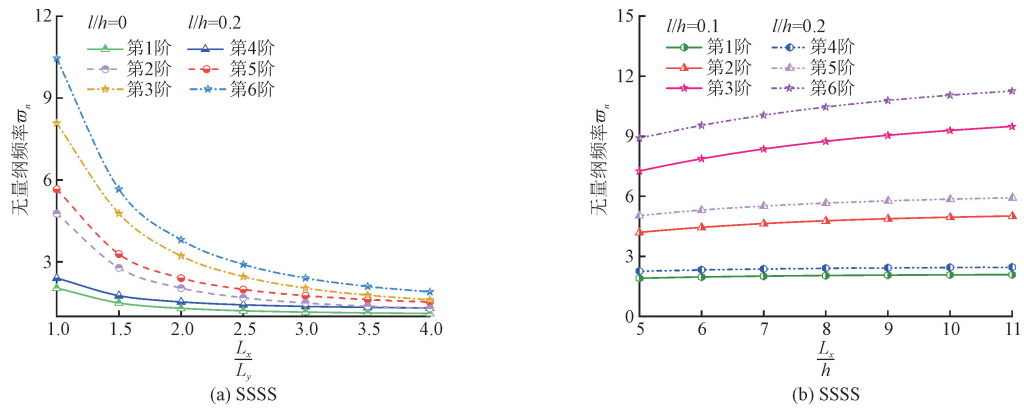 12
9
6
3
无量纲频率ϖn
l/h=0 l/h=0.2
第1阶 第4阶
第2阶 第5阶
第3阶 第6阶
1.0 1.5 2.0 2.5 3.0 3.5 4.0
Lx
Ly
(a) SSSS
15
12
9
6
3
0
无量纲频率ϖn
l/h=0.1 l/h=0.2
第1阶 第4阶
第2阶 第5阶
第3阶 第6阶
5 6 7 8 9 10 11
Lx
h
(b) SSSS